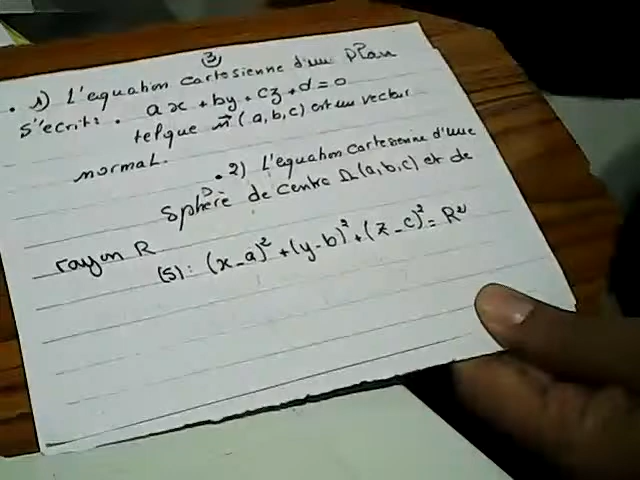 ③
. 1) L'equation cartesienne d'un plan
s'ecrit : . ax + by + cz + d = 0
telque n⃗ (a, b, c) est un vecteur
normal.
. 2) L'equation cartesienne d'une
sphère de centre Ω(a, b, c) et de
rayon R
(S) : (x - a)² + (y - b)² + (z - c)² = R²